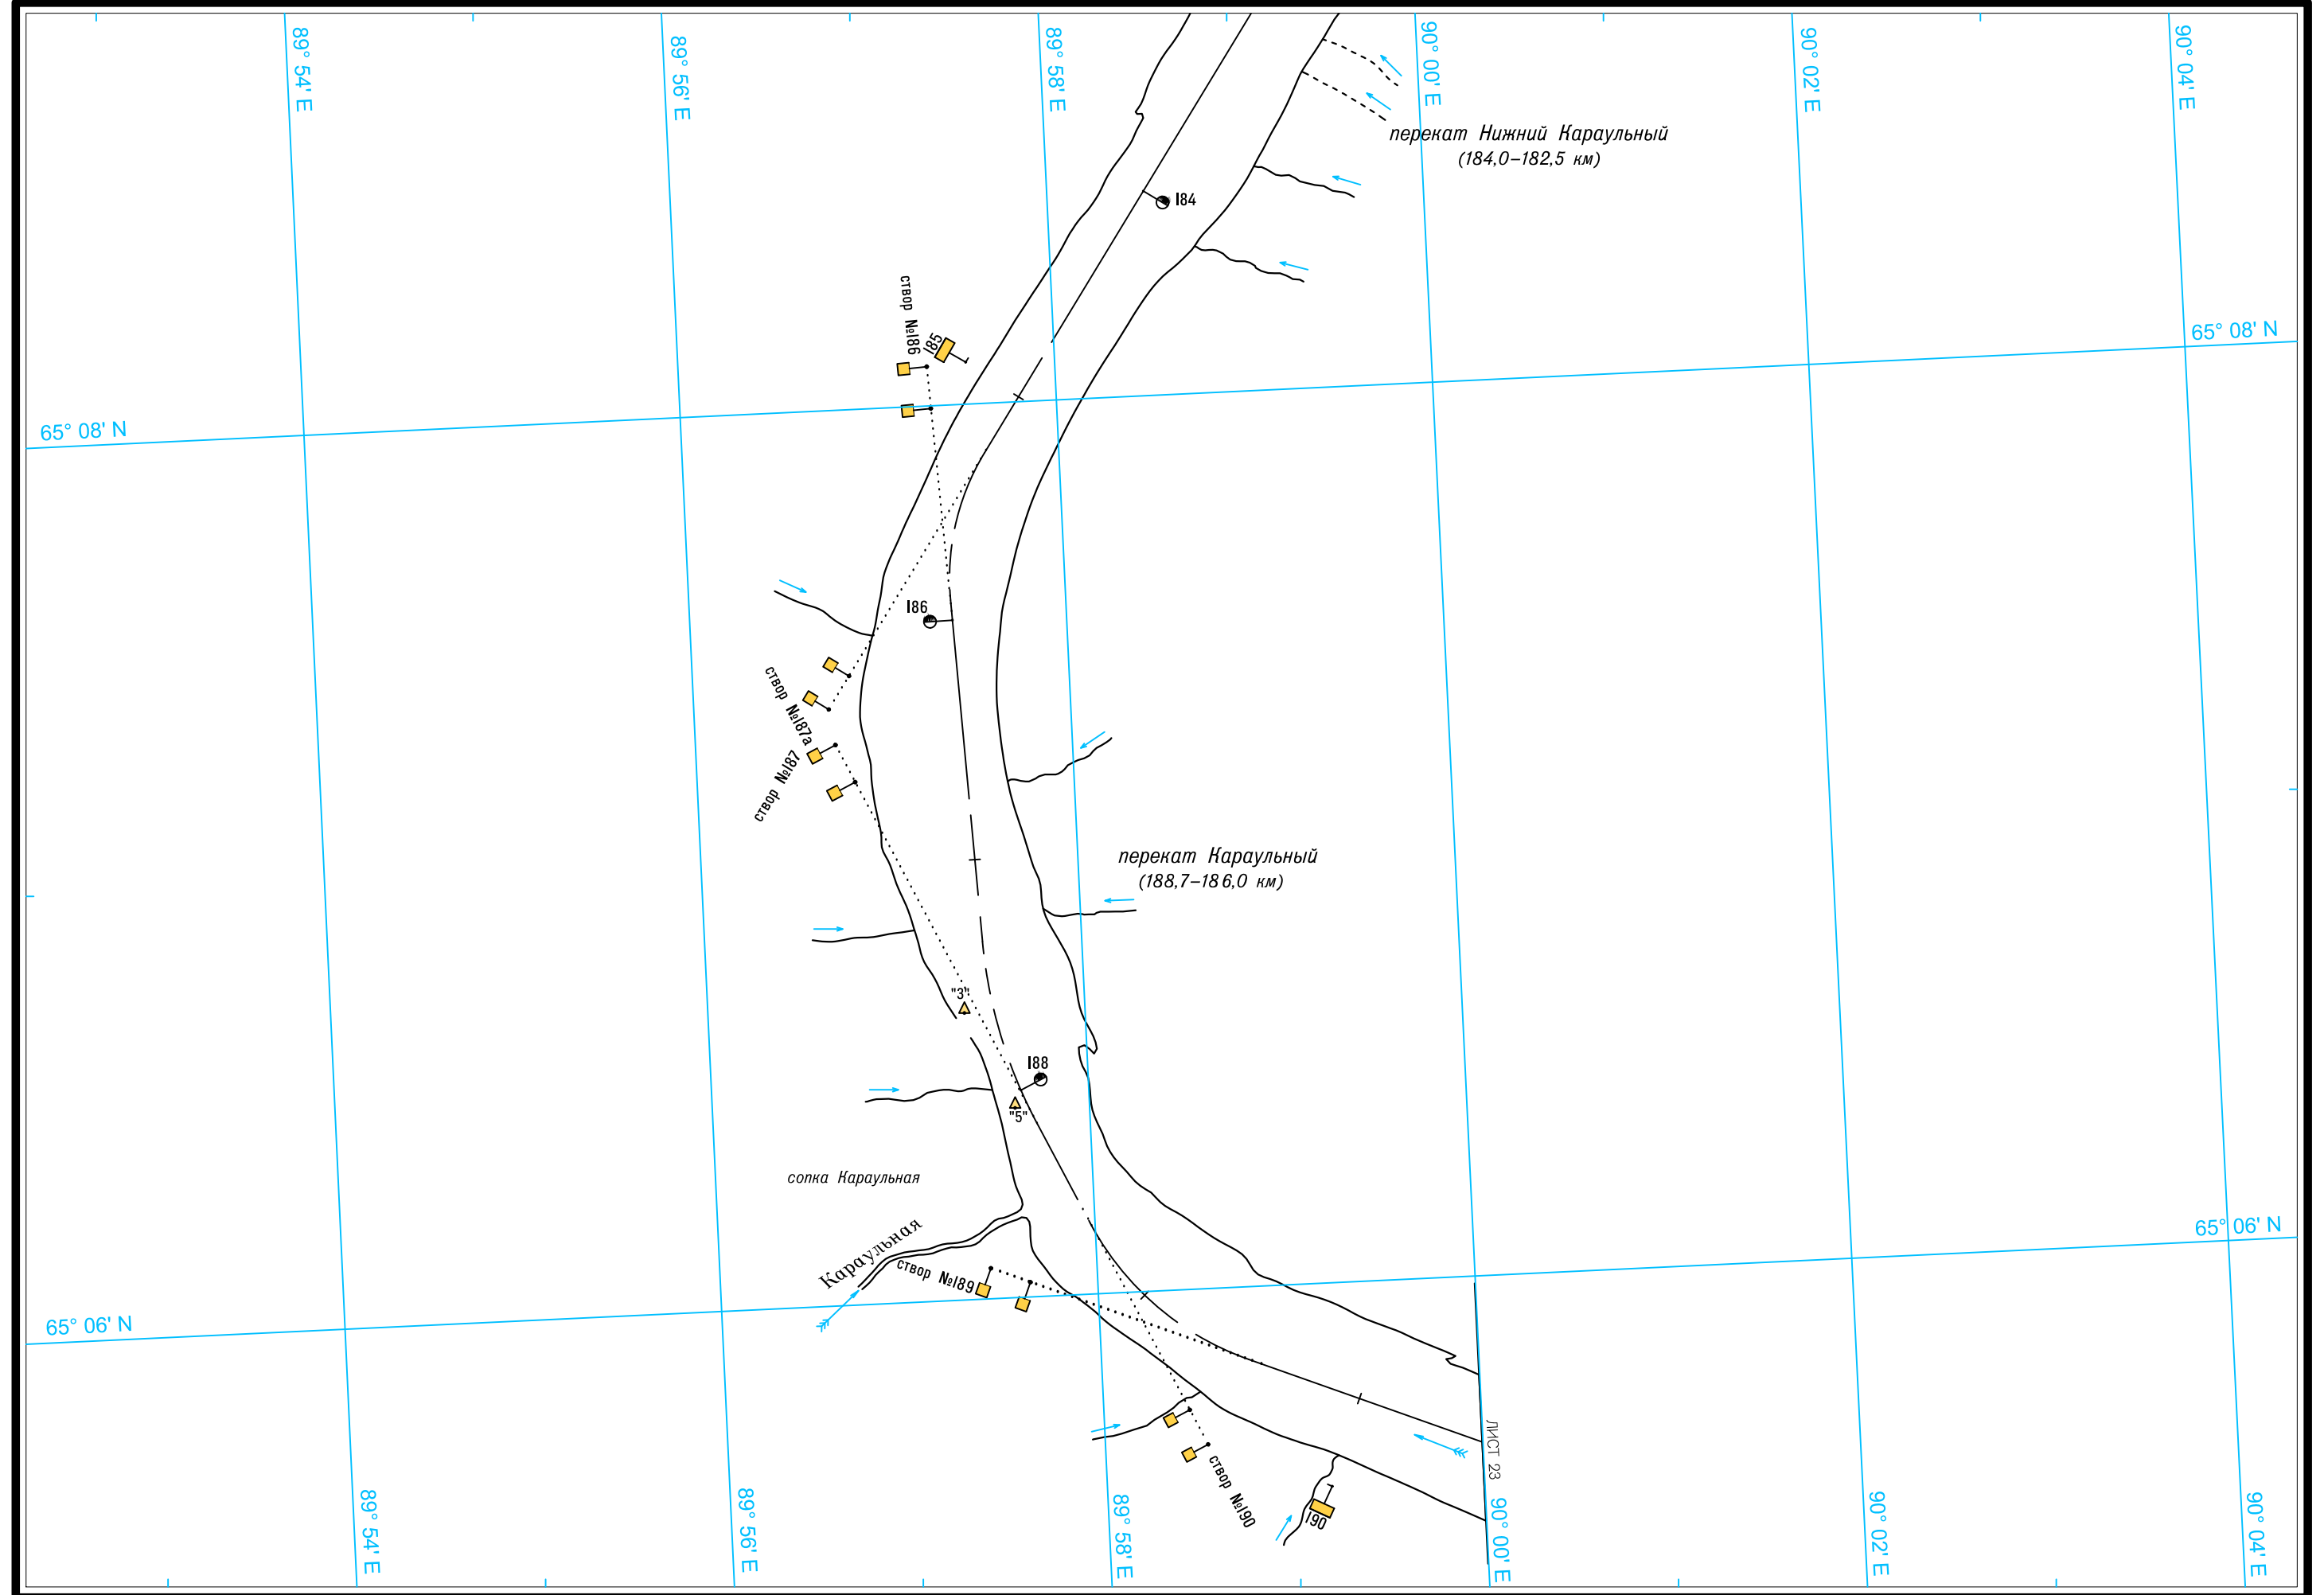 89° 54' E
89° 56' E
89° 58' E
90° 00' E
90° 02' E
90° 04' E
перекат Нижний Караульный
(184,0–182,5 км)
184
створ №186
185
65° 08' N
65° 08' N
186
створ №187а
створ №187
перекат Караульный
(188,7–186,0 км)
"3"
188
"5"
сопка Караульная
Караульная
створ №189
65° 06' N
65° 06' N
ЛИСТ 23
створ №190
190
89° 54' E
89° 56' E
89° 58' E
90° 00' E
90° 02' E
90° 04' E